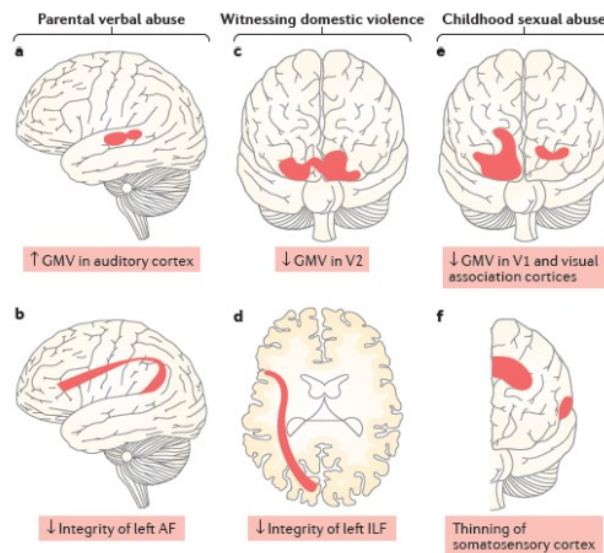 Parental verbal abuse
Witnessing domestic violence
Childhood sexual abuse
a
c
e
↑ GMV in auditory cortex
↓ GMV in V2
↓ GMV in V1 and visual
association cortices
b
d
f
↓ Integrity of left AF
↓ Integrity of left ILF
Thinning of
somatosensory cortex